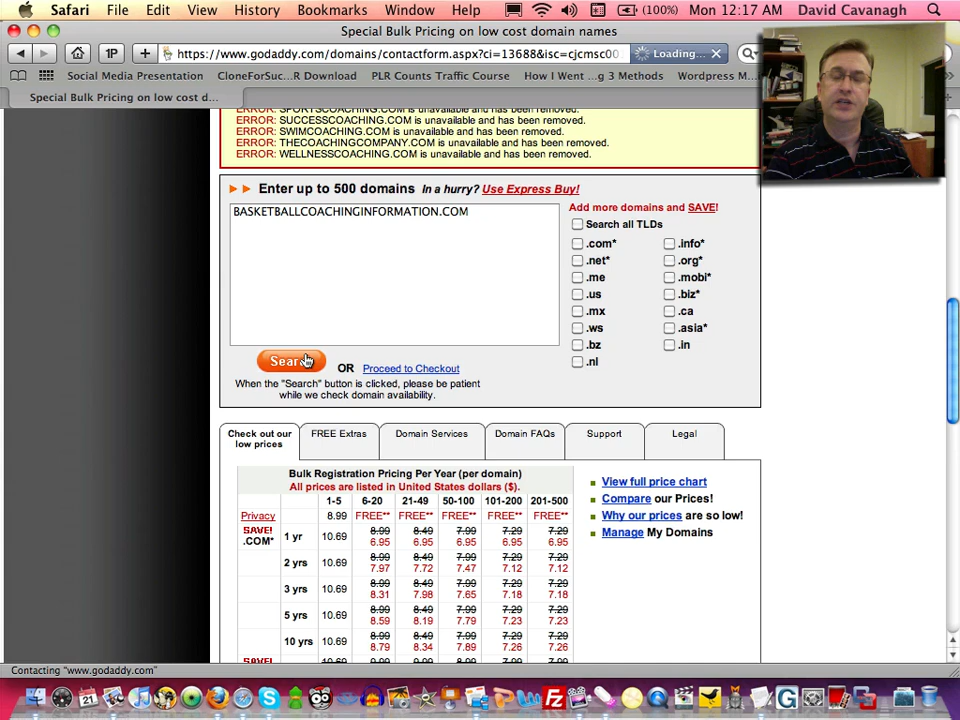 Safari File Edit View History Bookmarks Window Help (100%) Mon 12:17 AM David Cavanagh
Special Bulk Pricing on low cost domain names
1P https://www.godaddy.com/domains/contactform.aspx?ci=13688&isc=cjcmsc00 Loading...
Social Media Presentation CloneForSuc...R Download PLR Counts Traffic Course How I Went ...g 3 Methods Wordpress M...
Special Bulk Pricing on low cost d...
ERROR: SPORTSCOACHING.COM is unavailable and has been removed.
ERROR: SUCCESSCOACHING.COM is unavailable and has been removed.
ERROR: SWIMCOACHING.COM is unavailable and has been removed.
ERROR: THECOACHINGCOMPANY.COM is unavailable and has been removed.
ERROR: WELLNESSCOACHING.COM is unavailable and has been removed.
Enter up to 500 domains In a hurry? Use Express Buy!
BASKETBALLCOACHINGINFORMATION.COM
Add more domains and SAVE!
Search all TLDs
.com* .info*
.net* .org*
.me .mobi*
.us .biz*
.mx .ca
.ws .asia*
.bz .in
.nl
Search OR Proceed to Checkout
When the "Search" button is clicked, please be patient
while we check domain availability.
Check out our low prices FREE Extras Domain Services Domain FAQs Support Legal
Bulk Registration Pricing Per Year (per domain)
All prices are listed in United States dollars ($).
1-5 6-20 21-49 50-100 101-200 201-500
Privacy 8.99 FREE** FREE** FREE** FREE** FREE**
SAVE! .COM* 1 yr 10.69 8.99 6.95 8.49 6.95 7.99 6.95 7.29 6.95 7.29 6.95
2 yrs 10.69 8.99 7.97 8.49 7.72 7.99 7.47 7.29 7.12 7.29 7.12
3 yrs 10.69 8.99 8.31 8.49 7.98 7.99 7.65 7.29 7.18 7.29 7.18
5 yrs 10.69 8.99 8.59 8.49 8.19 7.99 7.79 7.29 7.23 7.29 7.23
10 yrs 10.69 8.99 8.79 8.49 8.34 7.99 7.89 7.29 7.26 7.29 7.26
SAVE!
View full price chart
Compare our Prices!
Why our prices are so low!
Manage My Domains
Contacting "www.godaddy.com"